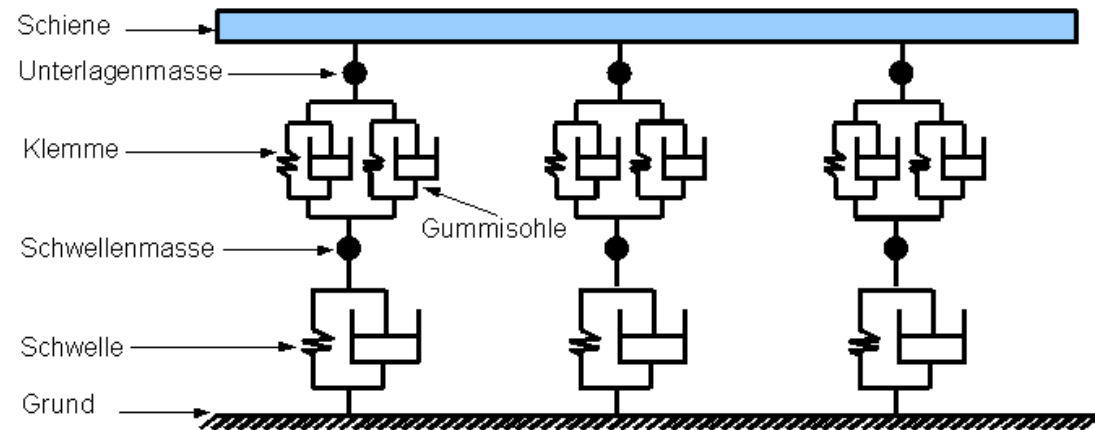 Schiene
Unterlagenmasse
Klemme
Gummisohle
Schwellenmasse
Schwelle
Grund